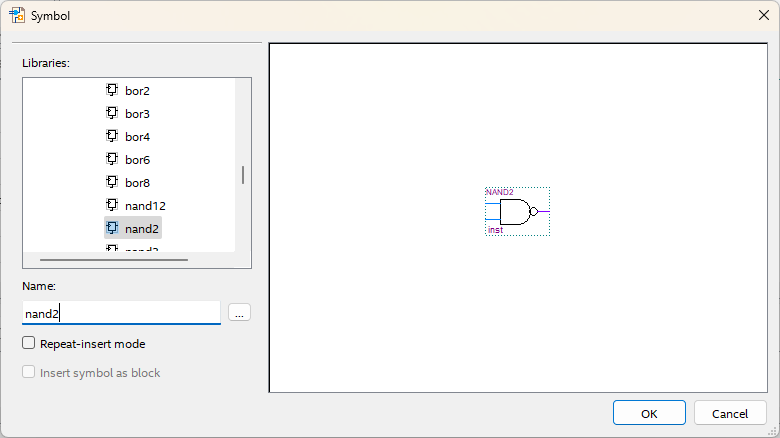 Symbol
Libraries:
bor2
bor3
bor4
bor6
bor8
nand12
nand2
Name:
nand2
...
Repeat-insert mode
Insert symbol as block
NAND2
inst
OK
Cancel